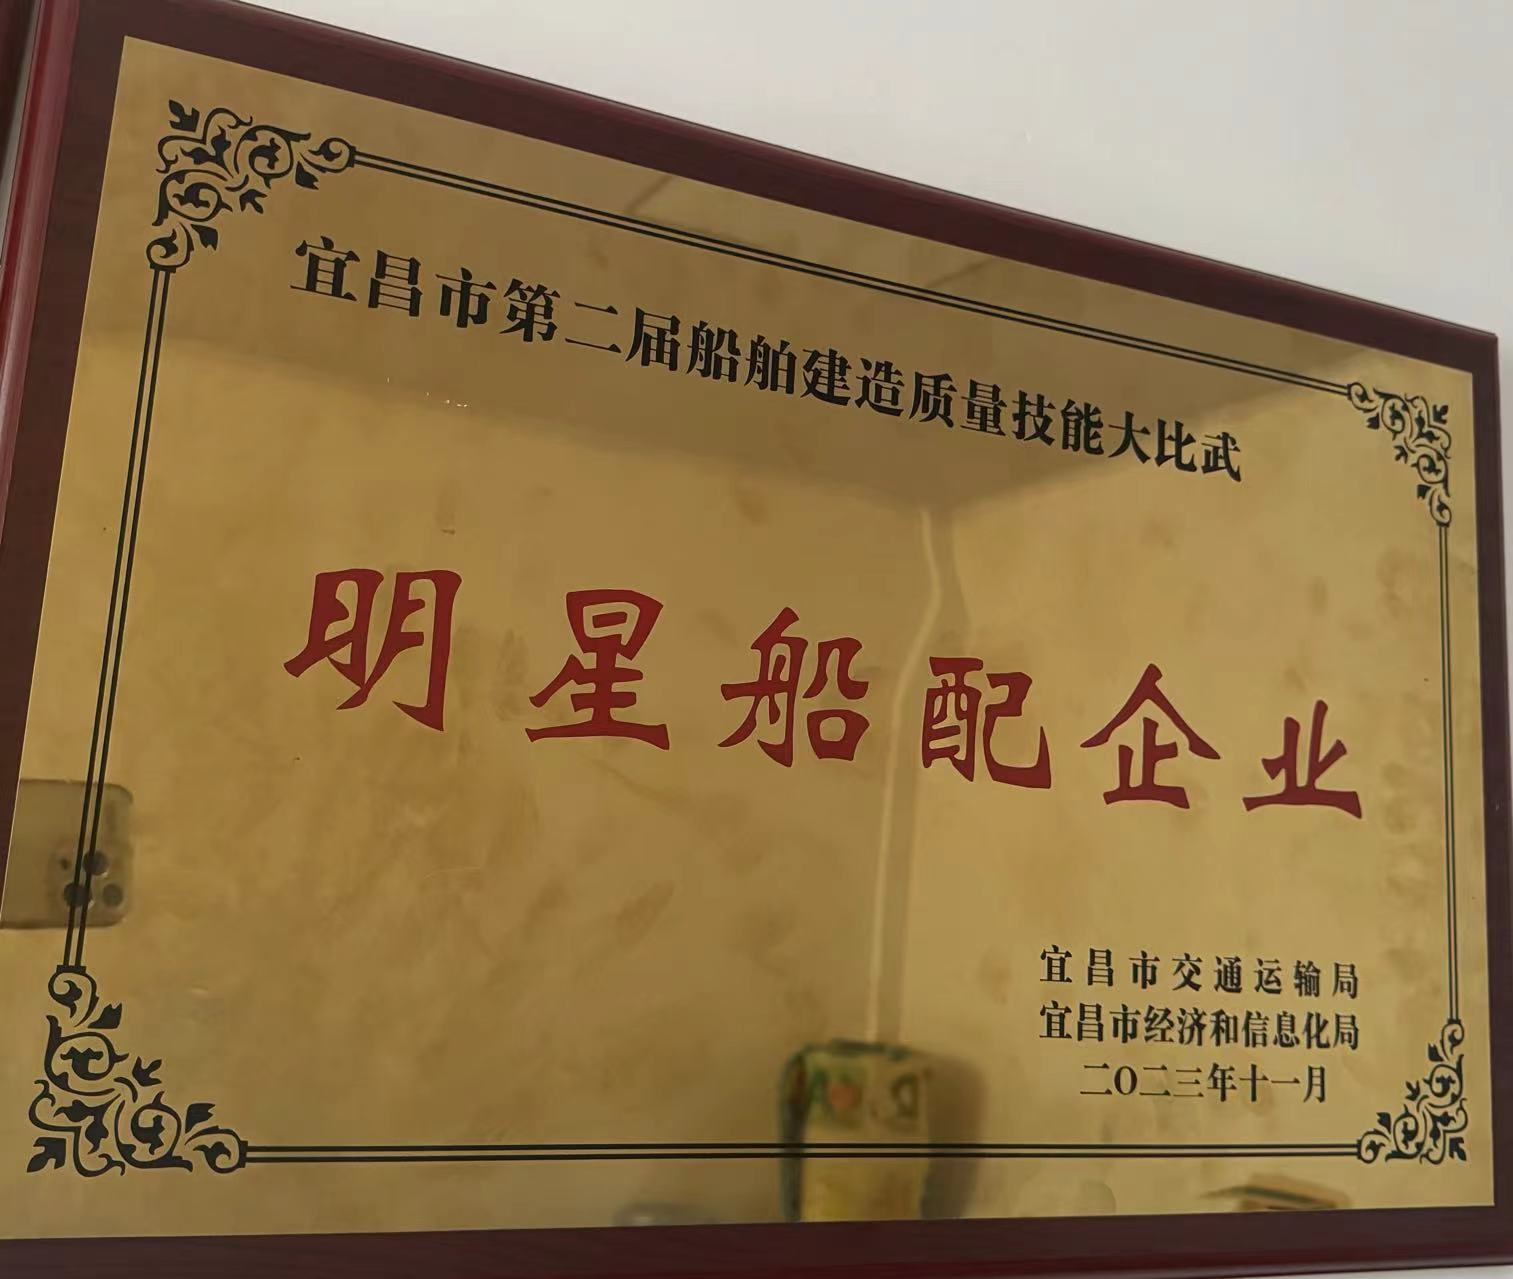 宜昌市第二届船舶建造质量技能大比武
明星船配企业
宜昌市交通运输局
宜昌市经济和信息化局
二〇二三年十一月